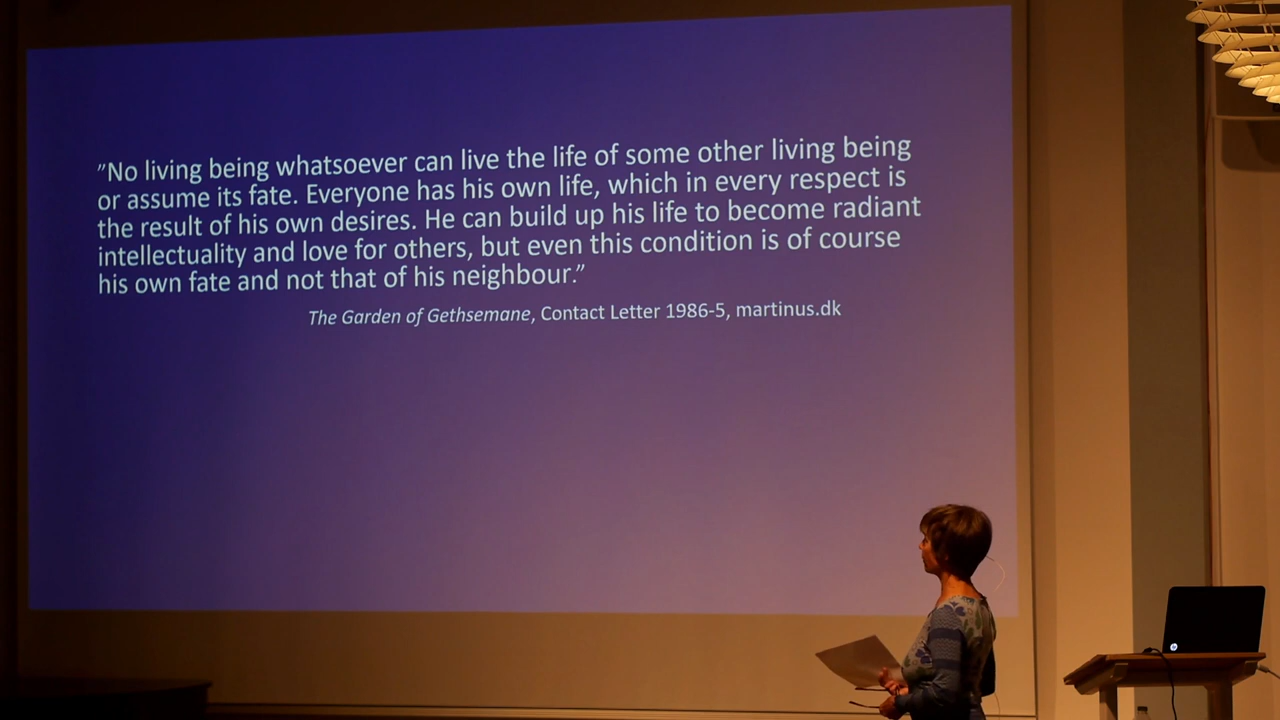 ”No living being whatsoever can live the life of some other living being
or assume its fate. Everyone has his own life, which in every respect is
the result of his own desires. He can build up his life to become radiant
intellectuality and love for others, but even this condition is of course
his own fate and not that of his neighbour.”
The Garden of Gethsemane, Contact Letter 1986-5, martinus.dk
hp